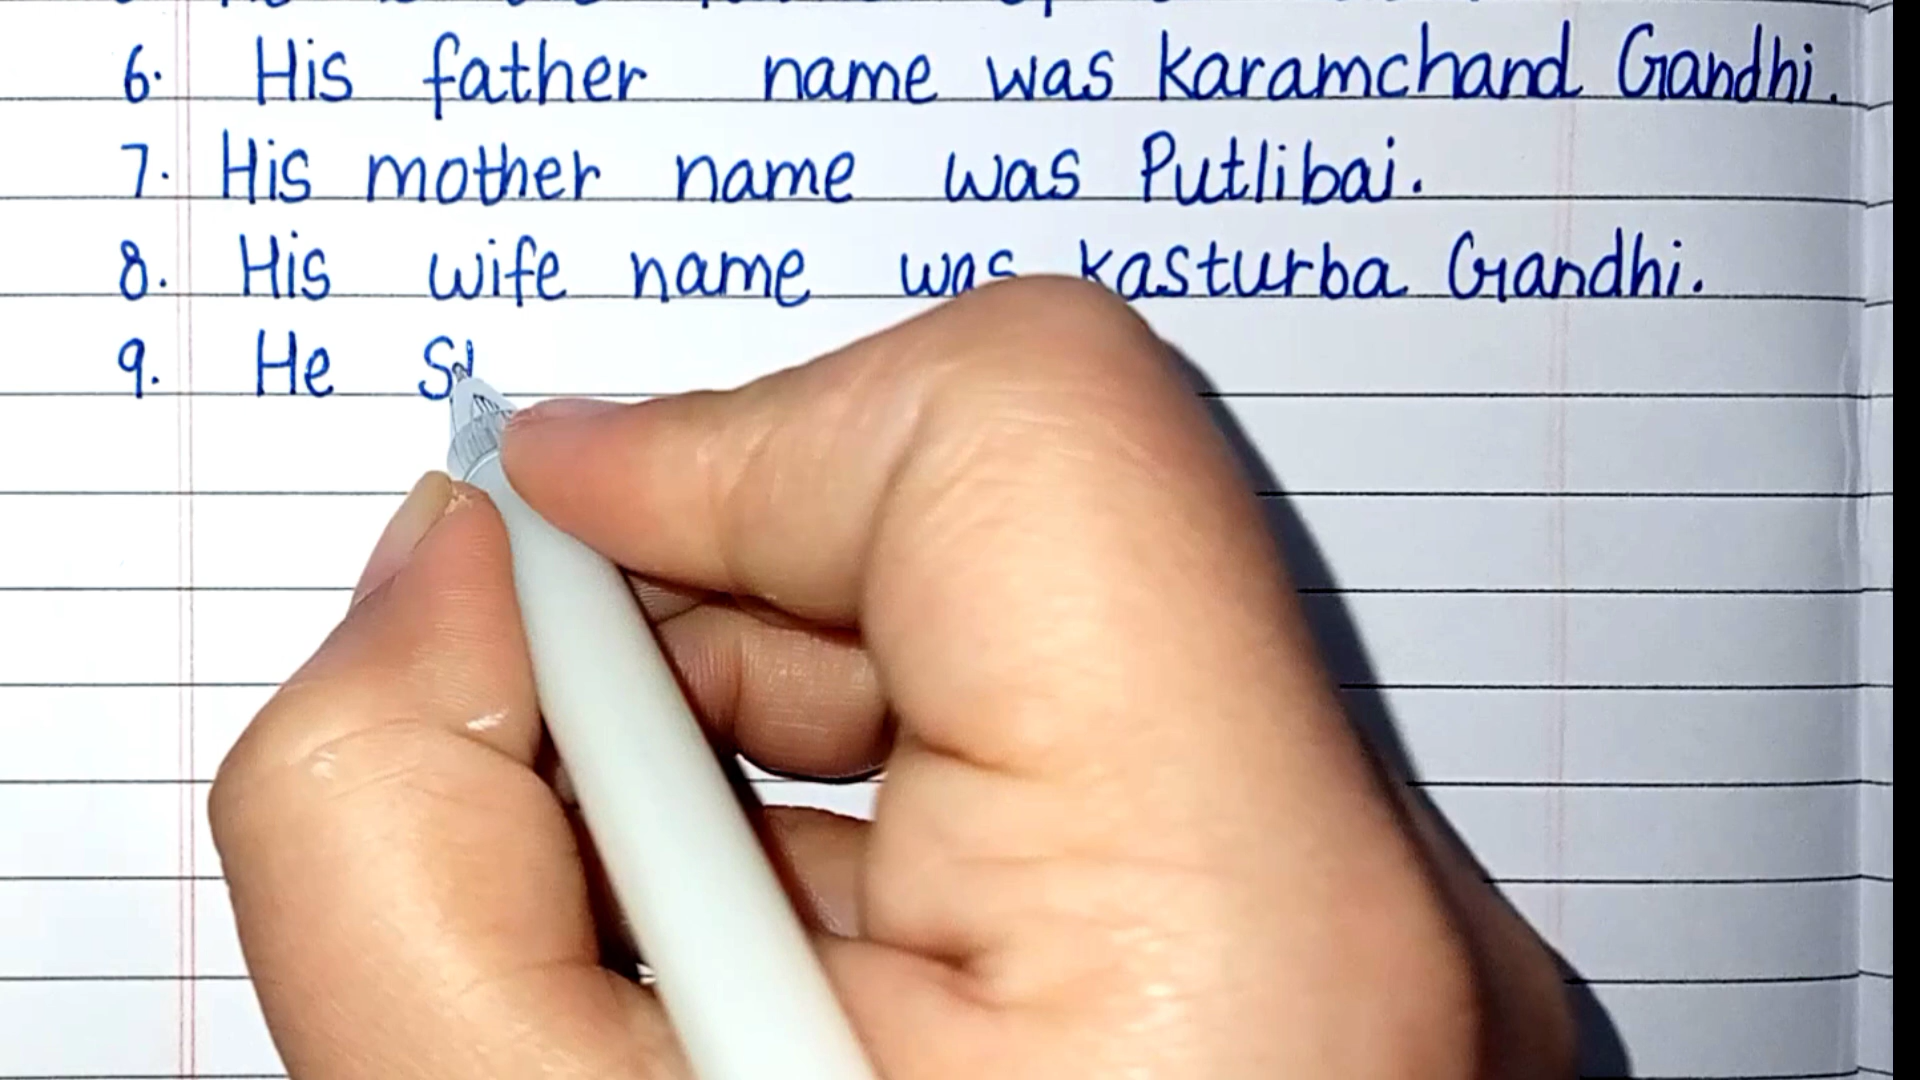 6. His father name was Karamchand Gandhi.
7. His mother name was Putlibai.
8. His wife name was Kasturba Gandhi.
9. He